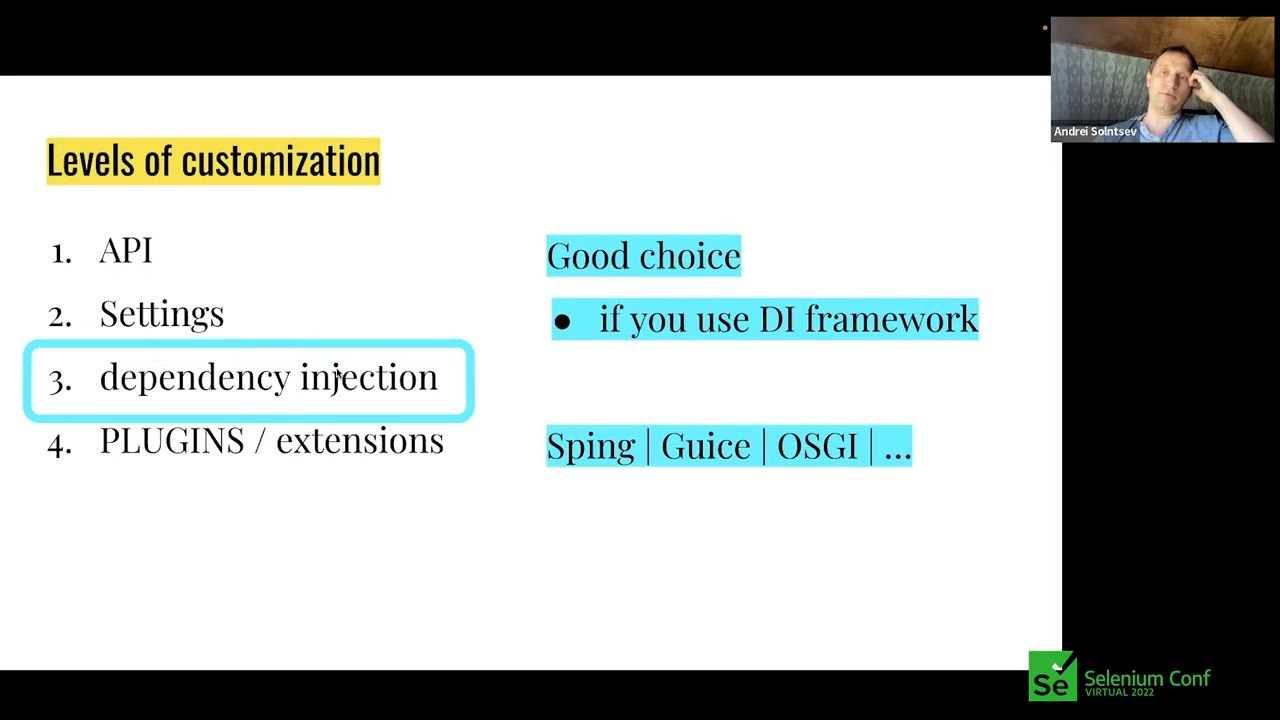 Levels of customization
1. API
2. Settings
3. dependency injection
4. PLUGINS / extensions
Good choice
● if you use DI framework
Sping | Guice | OSGI | ...
Andrei Solntsev
Se
Selenium Conf
VIRTUAL 2022